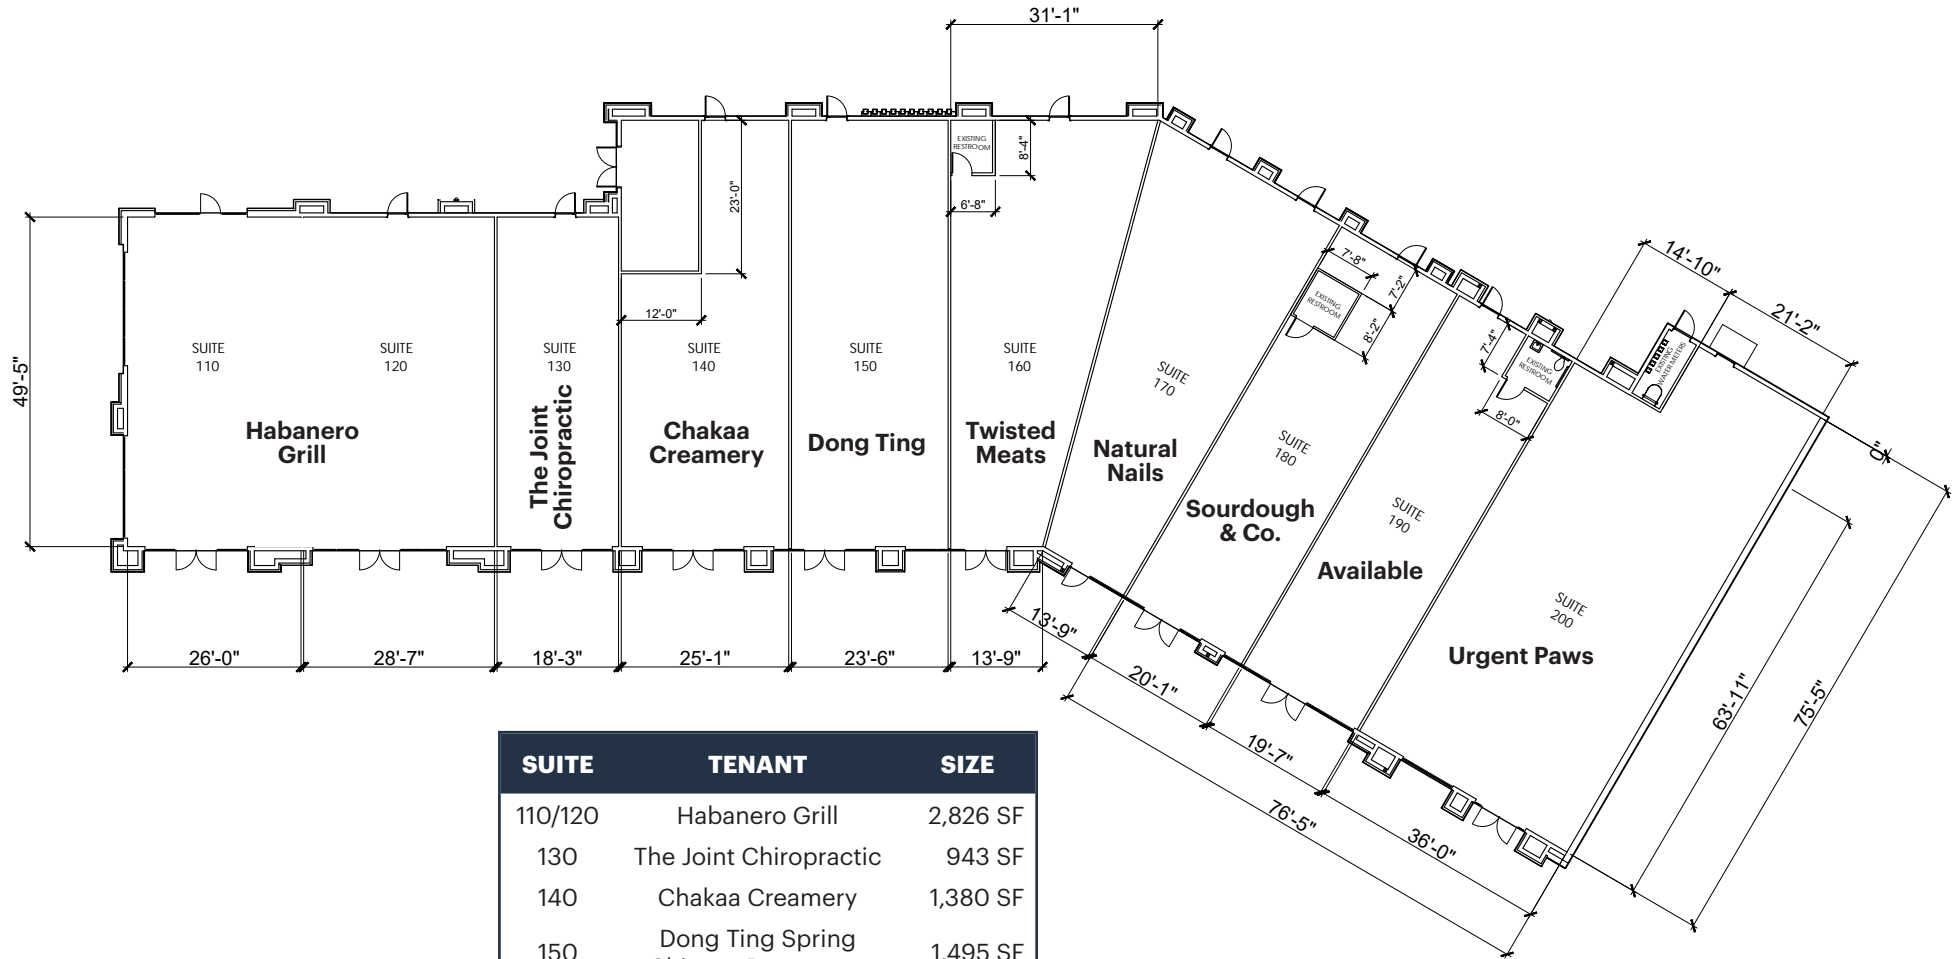 31'-1"
EXISTING
RESTROOM
8'-4"
6'-8"
23'-0"
12'-0"
49'-5"
14'-10"
21'-2"
7'-8"
7'-2"
EXISTING
RESTROOM
8'-2"
7'-4"
EXISTING
RESTROOM
8'-0"
EXISTING
WATER METERS
0"
SUITE
110
SUITE
120
SUITE
130
SUITE
140
SUITE
150
SUITE
160
SUITE
170
SUITE
180
SUITE
190
SUITE
200
Habanero
Grill
The Joint
Chiropractic
Chakaa
Creamery
Dong Ting
Twisted
Meats
Natural
Nails
Sourdough
& Co.
Available
Urgent Paws
26'-0"
28'-7"
18'-3"
25'-1"
23'-6"
13'-9"
13'-9"
20'-1"
19'-7"
36'-0"
76'-5"
63'-11"
75'-5"
SUITE TENANT SIZE
110/120 Habanero Grill 2,826 SF
130 The Joint Chiropractic 943 SF
140 Chakaa Creamery 1,380 SF
150 Dong Ting Spring 1,495 SF